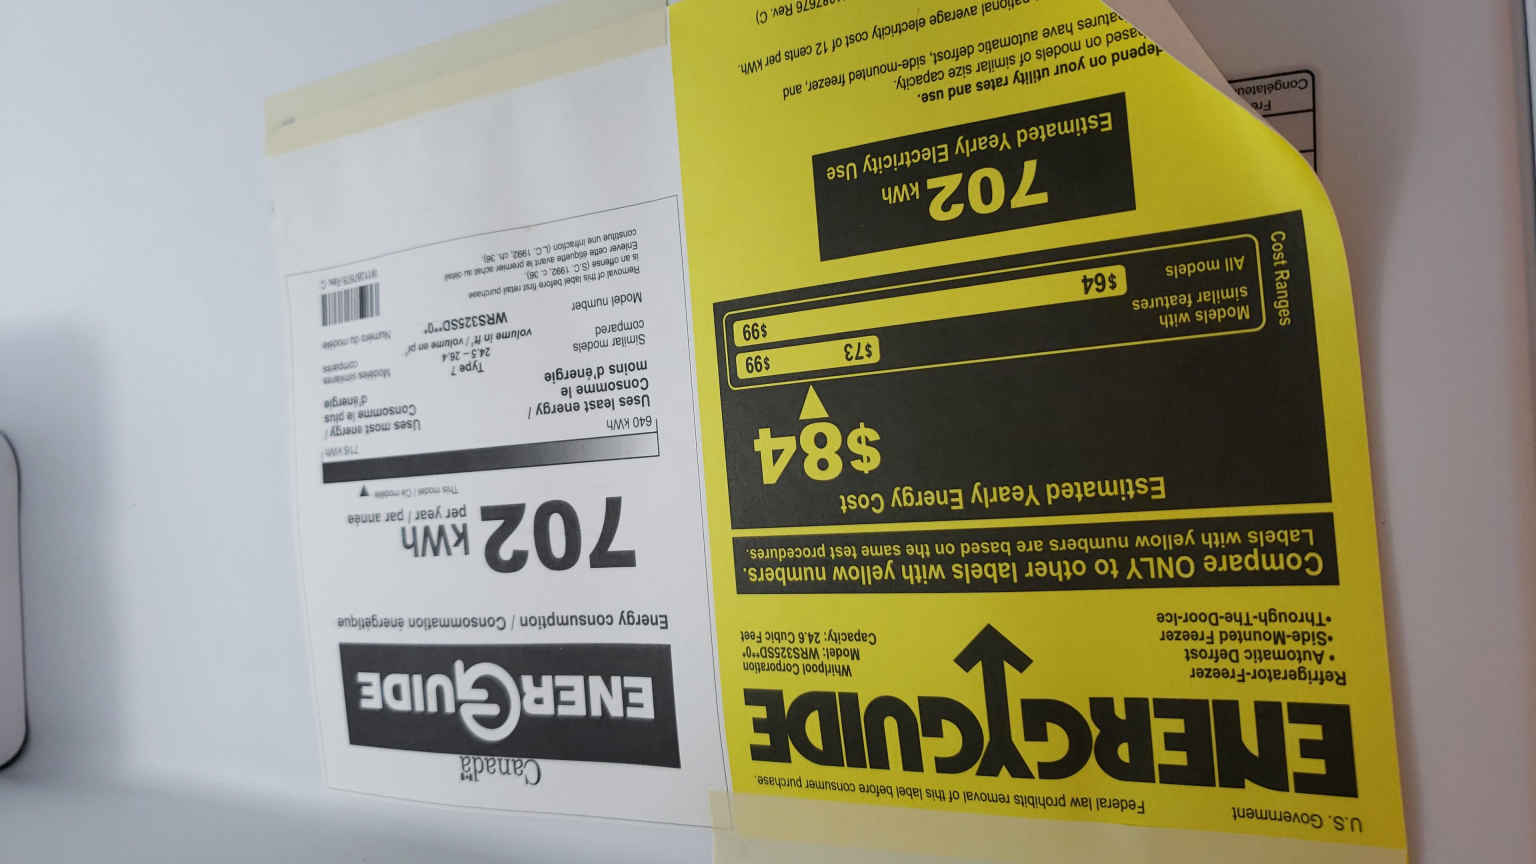 U.S. Government
Federal law prohibits removal of this label before consumer purchase.
ENERGYGUIDE
Refrigerator-Freezer
• Automatic Defrost
•Side-Mounted Freezer
•Through-The-Door-Ice
Whirlpool Corporation
Model: WRS325SD**0*
Capacity: 24.6 Cubic Feet
Compare ONLY to other labels with yellow numbers.
Labels with yellow numbers are based on the same test procedures.
Estimated Yearly Energy Cost
$84
Models with
similar features
$73
$99
All models
$64
$99
Cost Ranges
702 kWh
Estimated Yearly Electricity Use
depend on your utility rates and use.
based on models of similar size capacity.
have automatic defrost, side-mounted freezer, and
national average electricity cost of 12 cents per kWh.
Rev. C)
Canada
ENERGUIDE
Energy consumption / Consommation énergétique
702 kWh
per year / par année
This model / Ce modèle
640 kWh
716 kWh
Uses least energy /
Consomme le
moins d'énergie
Uses most energy /
Consomme le plus
d'énergie
Similar models
compared
Type 7
24.5 – 26.4
volume in ft³ / volume en pi³
Modèles similaires
comparés
Model number
WRS325SD**0*
Numéro du modèle
Removal of this label before first retail purchase
is an offense (S.C. 1992, c. 36).
Enlever cette étiquette avant le premier achat au détail
constitue une infraction (L.C. 1992, ch. 36).
Rev. C
Congélateur